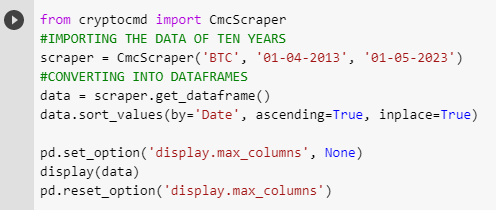 from cryptocmd import CmcScraper
#IMPORTING THE DATA OF TEN YEARS
scraper = CmcScraper('BTC', '01-04-2013', '01-05-2023')
#CONVERTING INTO DATAFRAMES
data = scraper.get_dataframe()
data.sort_values(by='Date', ascending=True, inplace=True)
pd.set_option('display.max_columns', None)
display(data)
pd.reset_option('display.max_columns')